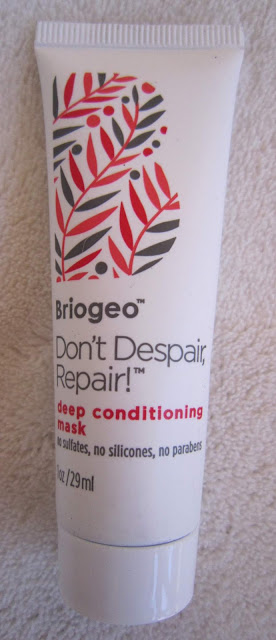 Briogeo™
Don't Despair,
Repair!™
deep conditioning
mask
no sulfates, no silicones, no parabens
1oz/29ml